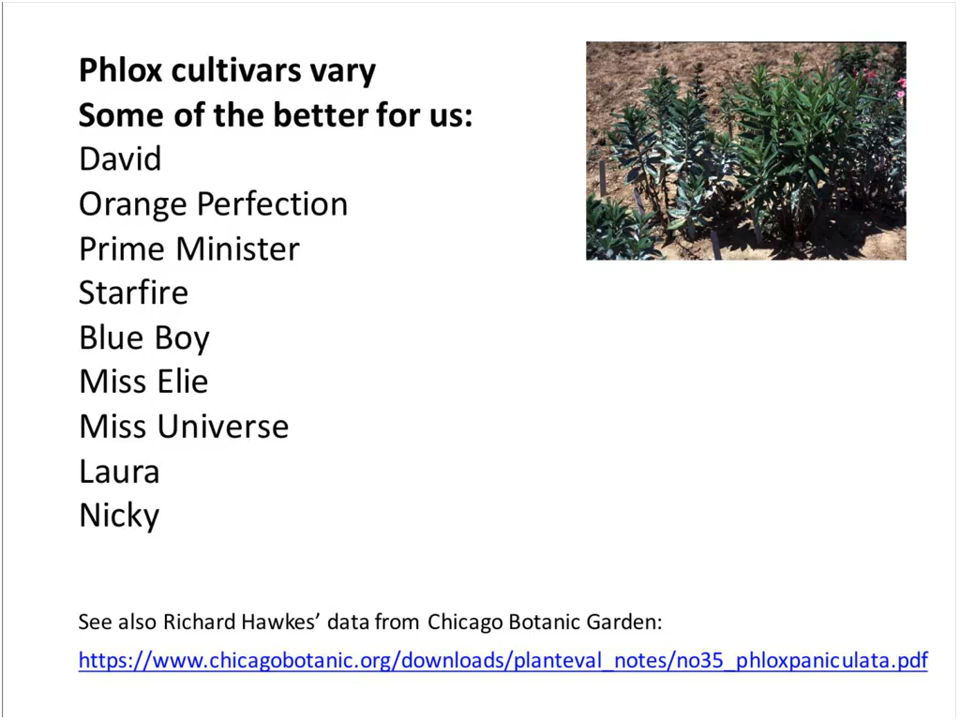 Phlox cultivars vary
Some of the better for us:
David
Orange Perfection
Prime Minister
Starfire
Blue Boy
Miss Elie
Miss Universe
Laura
Nicky
See also Richard Hawkes’ data from Chicago Botanic Garden:
https://www.chicagobotanic.org/downloads/planteval_notes/no35_phloxpaniculata.pdf